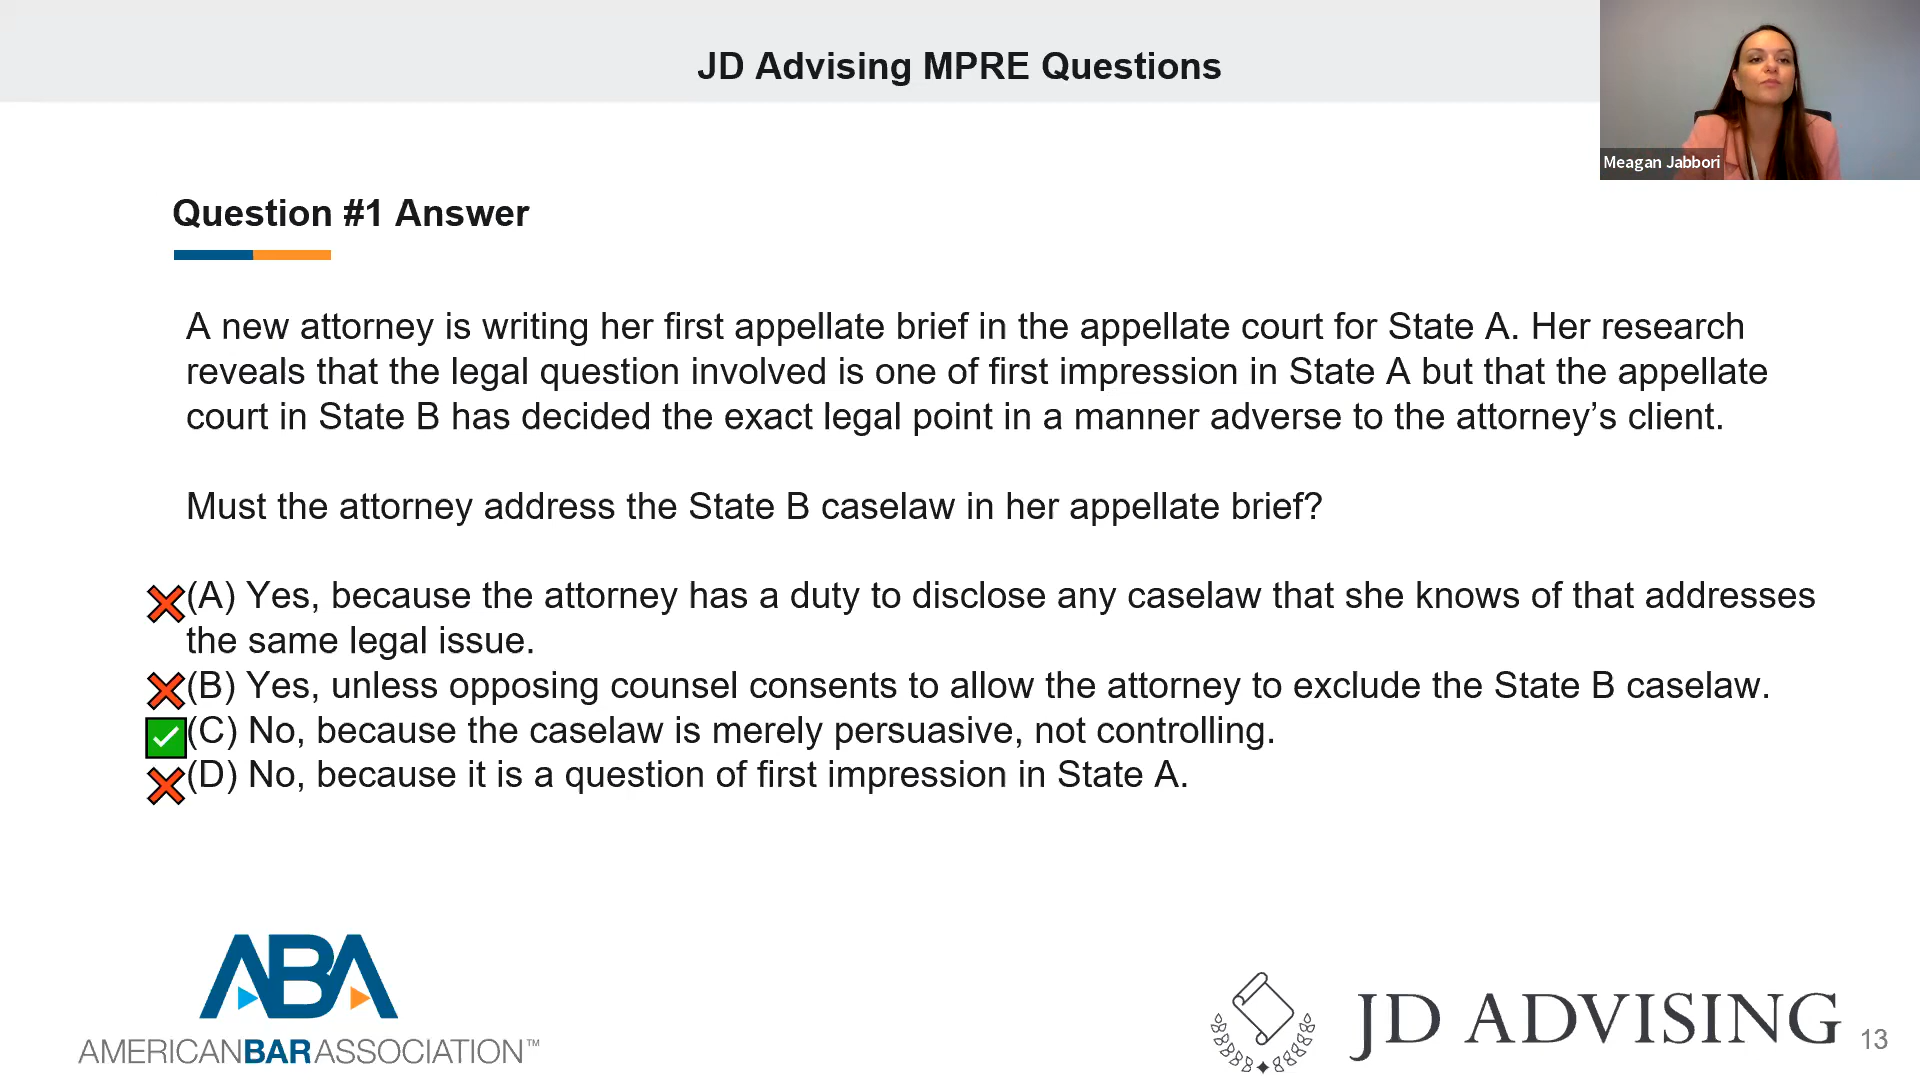 JD Advising MPRE Questions
Meagan Jabbori
Question #1 Answer
A new attorney is writing her first appellate brief in the appellate court for State A. Her research
reveals that the legal question involved is one of first impression in State A but that the appellate
court in State B has decided the exact legal point in a manner adverse to the attorney’s client.
Must the attorney address the State B caselaw in her appellate brief?
(A) Yes, because the attorney has a duty to disclose any caselaw that she knows of that addresses
the same legal issue.
(B) Yes, unless opposing counsel consents to allow the attorney to exclude the State B caselaw.
(C) No, because the caselaw is merely persuasive, not controlling.
(D) No, because it is a question of first impression in State A.
ABA
AMERICANBARASSOCIATION™
JD ADVISING
13